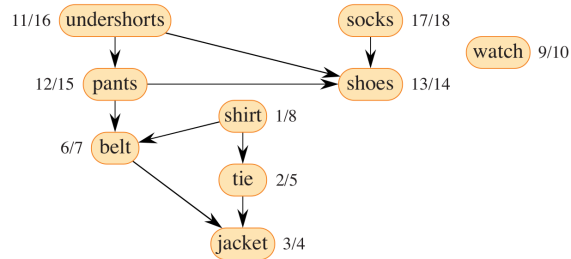 11/16 undershorts socks 17/18
watch 9/10
12/15 pants shoes 13/14
shirt 1/8
6/7 belt
tie 2/5
jacket 3/4